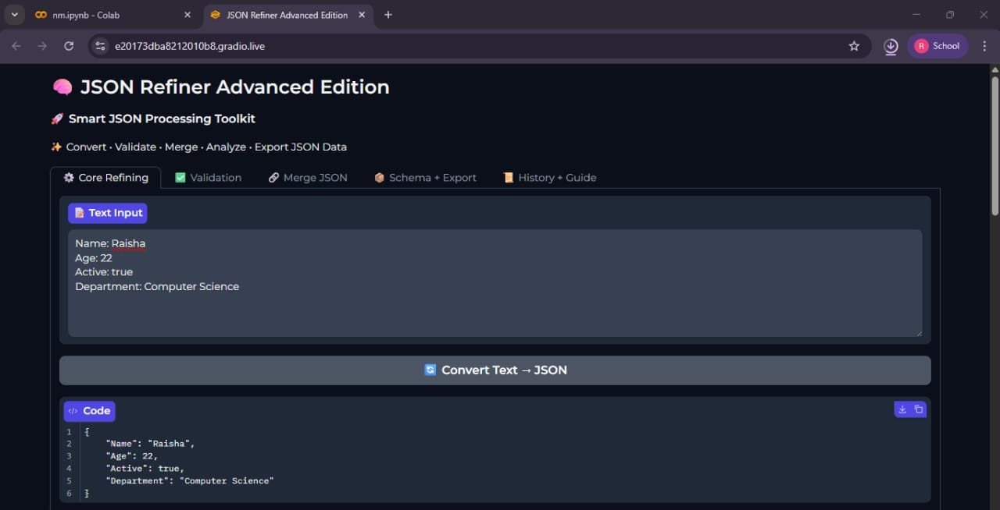 nm.ipynb - Colab
JSON Refiner Advanced Edition
e20173dba8212010b8.gradio.live
R School
🧠 JSON Refiner Advanced Edition
🚀 Smart JSON Processing Toolkit
✨ Convert • Validate • Merge • Analyze • Export JSON Data
⚙️ Core Refining
✅ Validation
🔗 Merge JSON
📦 Schema + Export
📜 History + Guide
📝 Text Input
Name: Raisha
Age: 22
Active: true
Department: Computer Science
🔄 Convert Text → JSON
</> Code
1 {
2     "Name": "Raisha",
3     "Age": 22,
4     "Active": true,
5     "Department": "Computer Science"
6 }